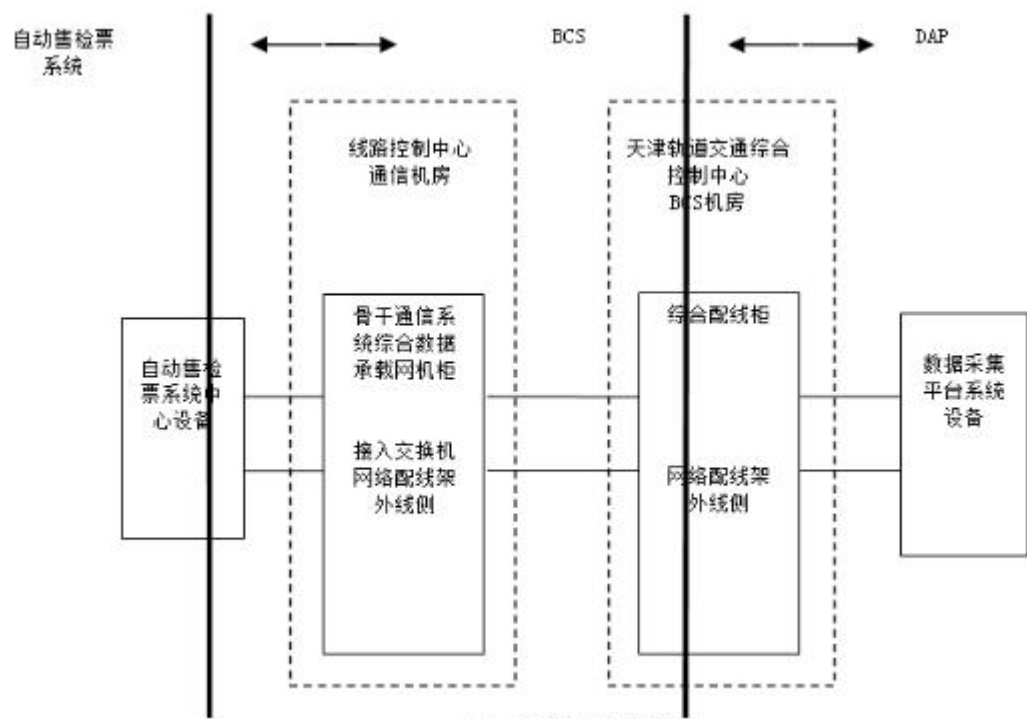 自动售检票
系统
BCS
DAP
线路控制中心
通信机房
天津轨道交通综合
控制中心
BCS机房
自动售检
票系统中
心设备
骨干通信系
统综合数据
承载网机柜
接入交换机
网络配线架
外线侧
综合配线柜
网络配线架
外线侧
数据采集
平台系统
设备